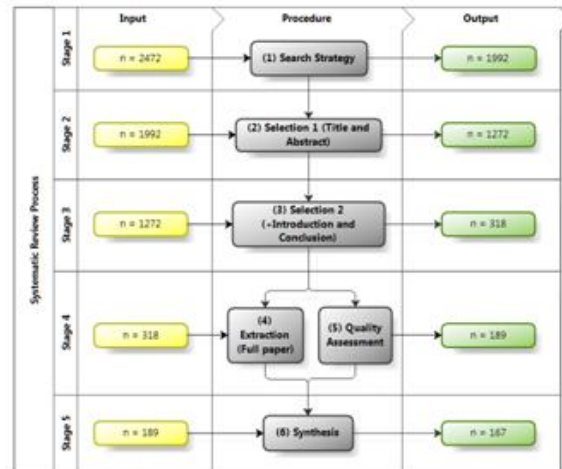 Input
Procedure
Output
Systematic Review Process
Stage 1
n = 2472
(1) Search Strategy
n = 1992
Stage 2
n = 1992
(2) Selection 1 (Title and
Abstract)
n = 1272
Stage 3
n = 1272
(3) Selection 2
(+Introduction and
Conclusion)
n = 318
Stage 4
n = 318
(4)
Extraction
(Full paper)
(5) Quality
Assessment
n = 189
Stage 5
n = 189
(6) Synthesis
n = 167